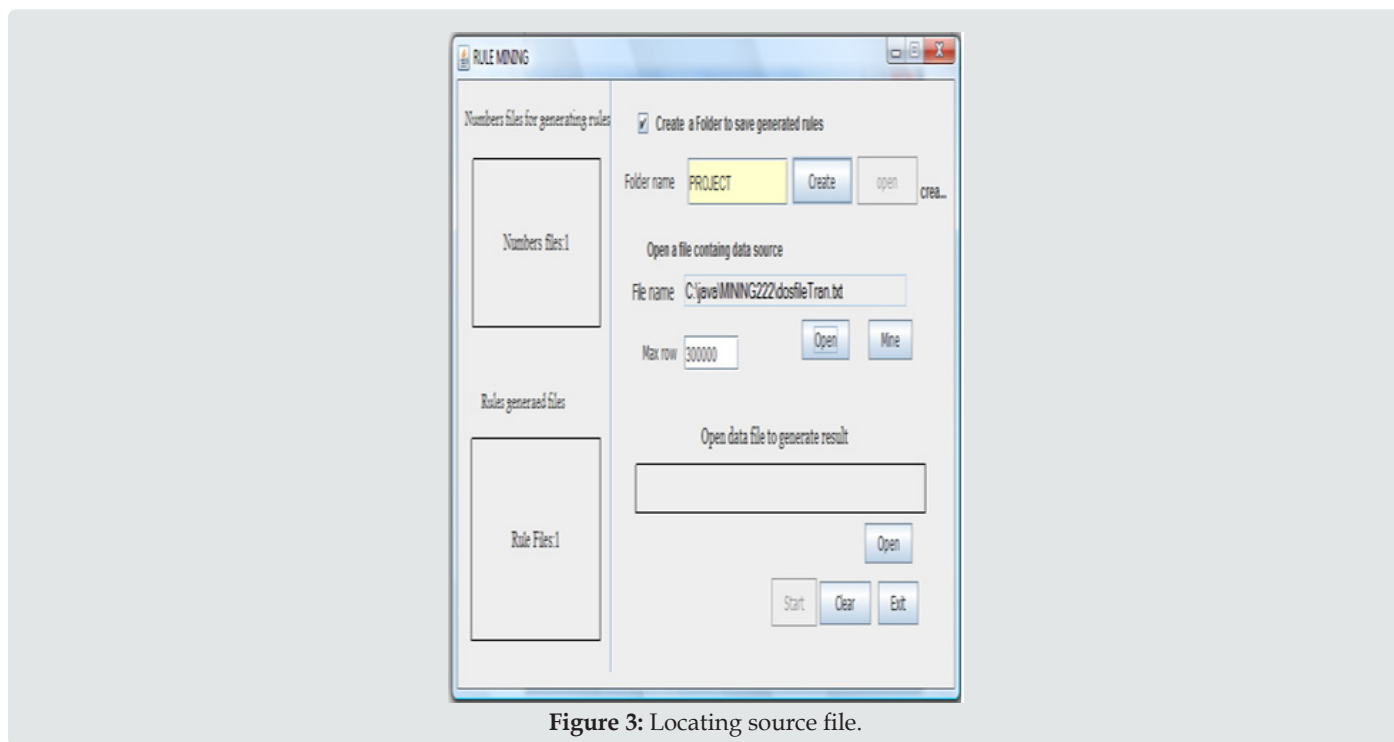 RULE MINING
Numbers files for generating rules
Numbers files:1
Rules generaed files
Rule Files:1
Create a Folder to save generated rules
Folder name PROJECT Create open crea...
Open a file containg data source
File name C:\java\MINING222\dosfileTran.txt
Max row 300000 Open Mine
Open data file to generate result
Open
Start Clear Exit
Figure 3: Locating source file.